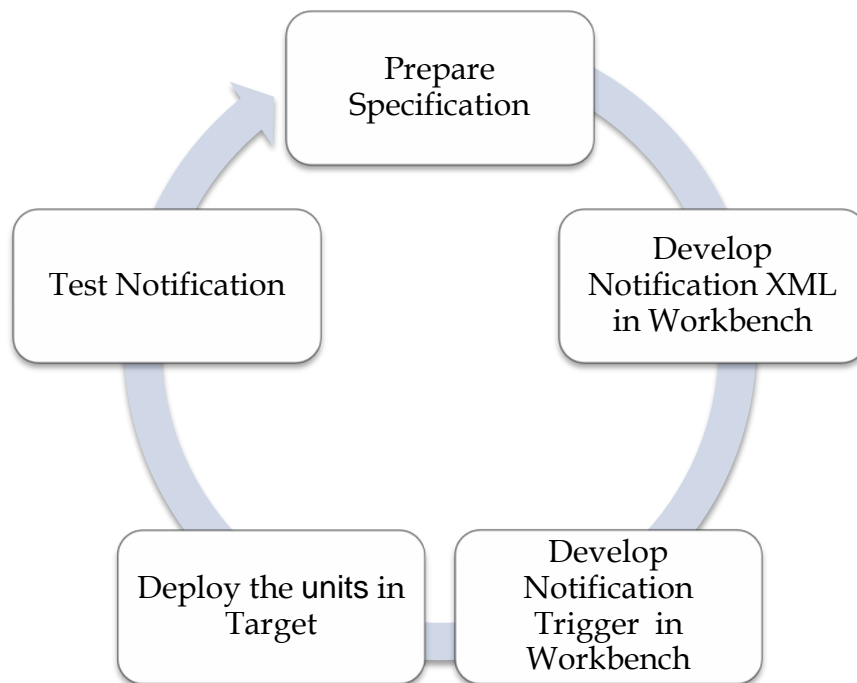 Prepare
Specification
Develop
Notification XML
in Workbench
Develop
Notification
Trigger in
Workbench
Deploy the units in
Target
Test Notification